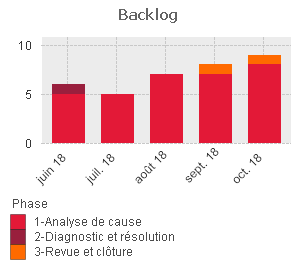 Backlog
10
5
0
juin 18
juil. 18
août 18
sept. 18
oct. 18
Phase
1-Analyse de cause
2-Diagnostic et résolution
3-Revue et clôture